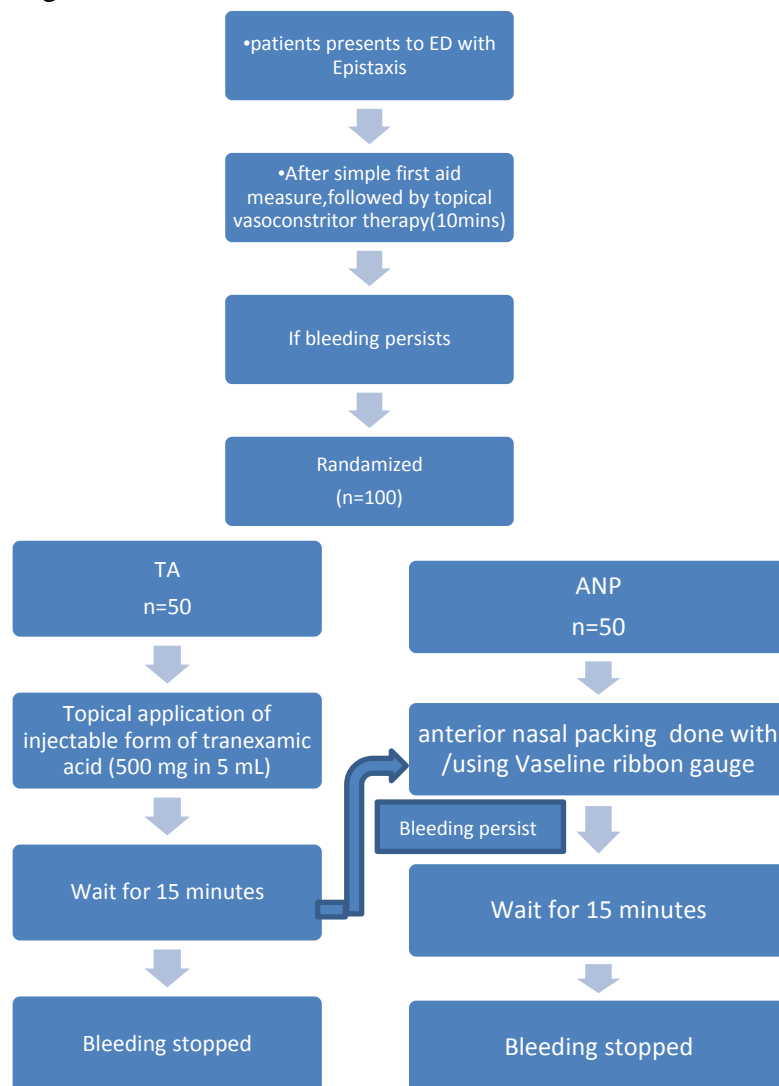 •patients presents to ED with
Epistaxis
•After simple first aid
measure,followed by topical
vasoconstritor therapy(10mins)
If bleeding persists
Randamized
(n=100)
TA
n=50
ANP
n=50
Topical application of
injectable form of tranexamic
acid (500 mg in 5 mL)
anterior nasal packing done with
/using Vaseline ribbon gauge
Bleeding persist
Wait for 15 minutes
Wait for 15 minutes
Bleeding stopped
Bleeding stopped